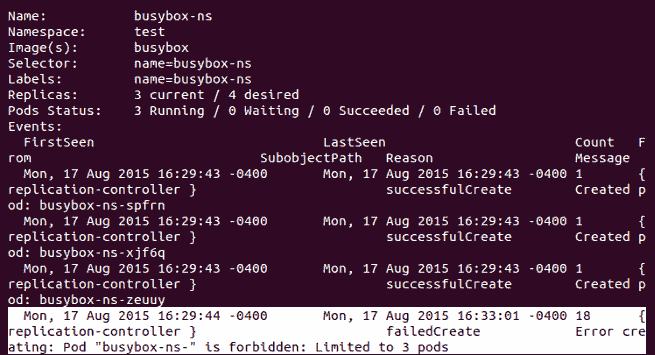 Name:           busybox-ns
Namespace:      test
Image(s):       busybox
Selector:       name=busybox-ns
Labels:         name=busybox-ns
Replicas:       3 current / 4 desired
Pods Status:    3 Running / 0 Waiting / 0 Succeeded / 0 Failed
Events:
  FirstSeen                             LastSeen                        Count   F
rom                             SubobjectPath   Reason                  Message
  Mon, 17 Aug 2015 16:29:43 -0400       Mon, 17 Aug 2015 16:29:43 -0400 1       {
replication-controller }                        successfulCreate        Created p
od: busybox-ns-spfrn
  Mon, 17 Aug 2015 16:29:43 -0400       Mon, 17 Aug 2015 16:29:43 -0400 1       {
replication-controller }                        successfulCreate        Created p
od: busybox-ns-xjf6q
  Mon, 17 Aug 2015 16:29:43 -0400       Mon, 17 Aug 2015 16:29:43 -0400 1       {
replication-controller }                        successfulCreate        Created p
od: busybox-ns-zeuuy
  Mon, 17 Aug 2015 16:29:44 -0400       Mon, 17 Aug 2015 16:33:01 -0400 18      {
replication-controller }                        failedCreate            Error cre
ating: Pod "busybox-ns-" is forbidden: Limited to 3 pods